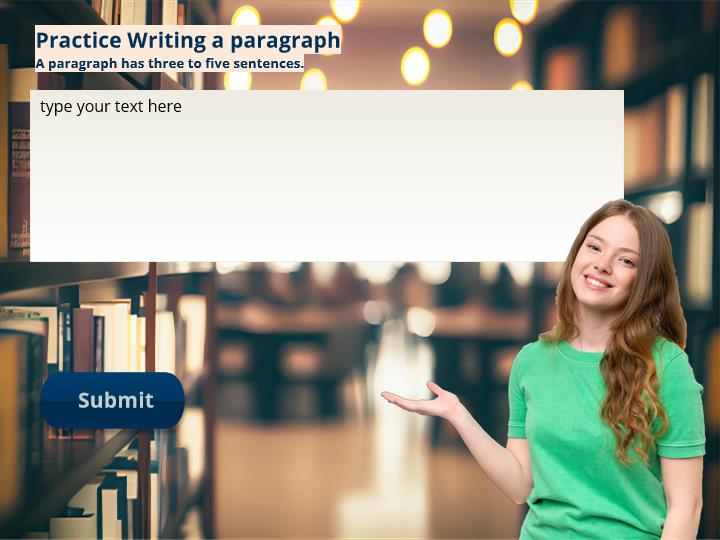 Practice Writing a paragraph
A paragraph has three to five sentences.
type your text here
Submit